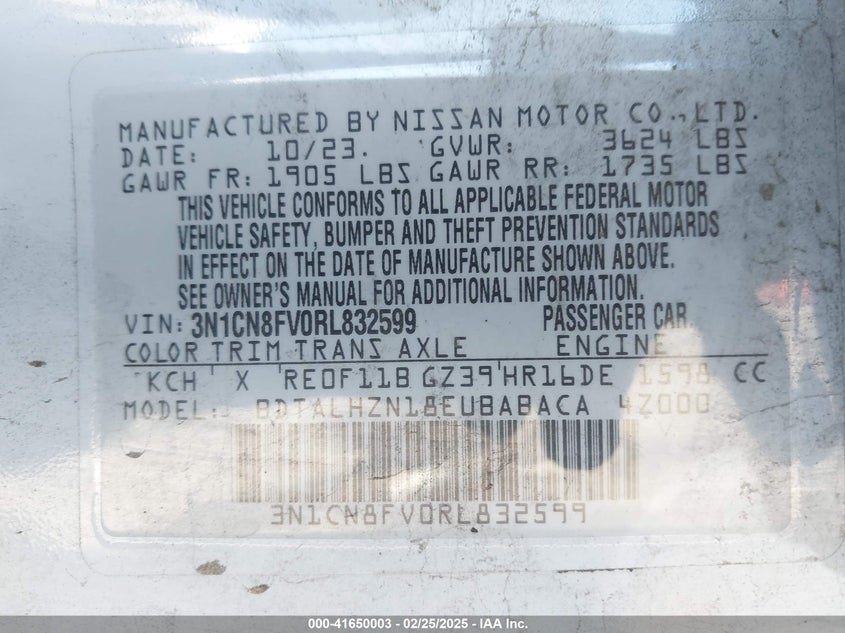 MANUFACTURED BY NISSAN MOTOR CO.,LTD.
DATE: 10/23. GVWR: 3624 LBS
GAWR FR: 1905 LBS GAWR RR: 1735 LBS
THIS VEHICLE CONFORMS TO ALL APPLICABLE FEDERAL MOTOR
VEHICLE SAFETY, BUMPER AND THEFT PREVENTION STANDARDS
IN EFFECT ON THE DATE OF MANUFACTURE SHOWN ABOVE.
SEE OWNER'S MANUAL FOR ADDITIONAL INFORMATION.
VIN: 3N1CN8FV0RL832599 PASSENGER CAR
COLOR TRIM TRANS AXLE ENGINE
KCH X RE0F11B GZ39 HR16DE 1598 CC
MODEL: BDTALHZN18EUBABACA 4Z000
3N1CN8FV0RL832599
000-41650003 — 02/25/2025 — IAA Inc.